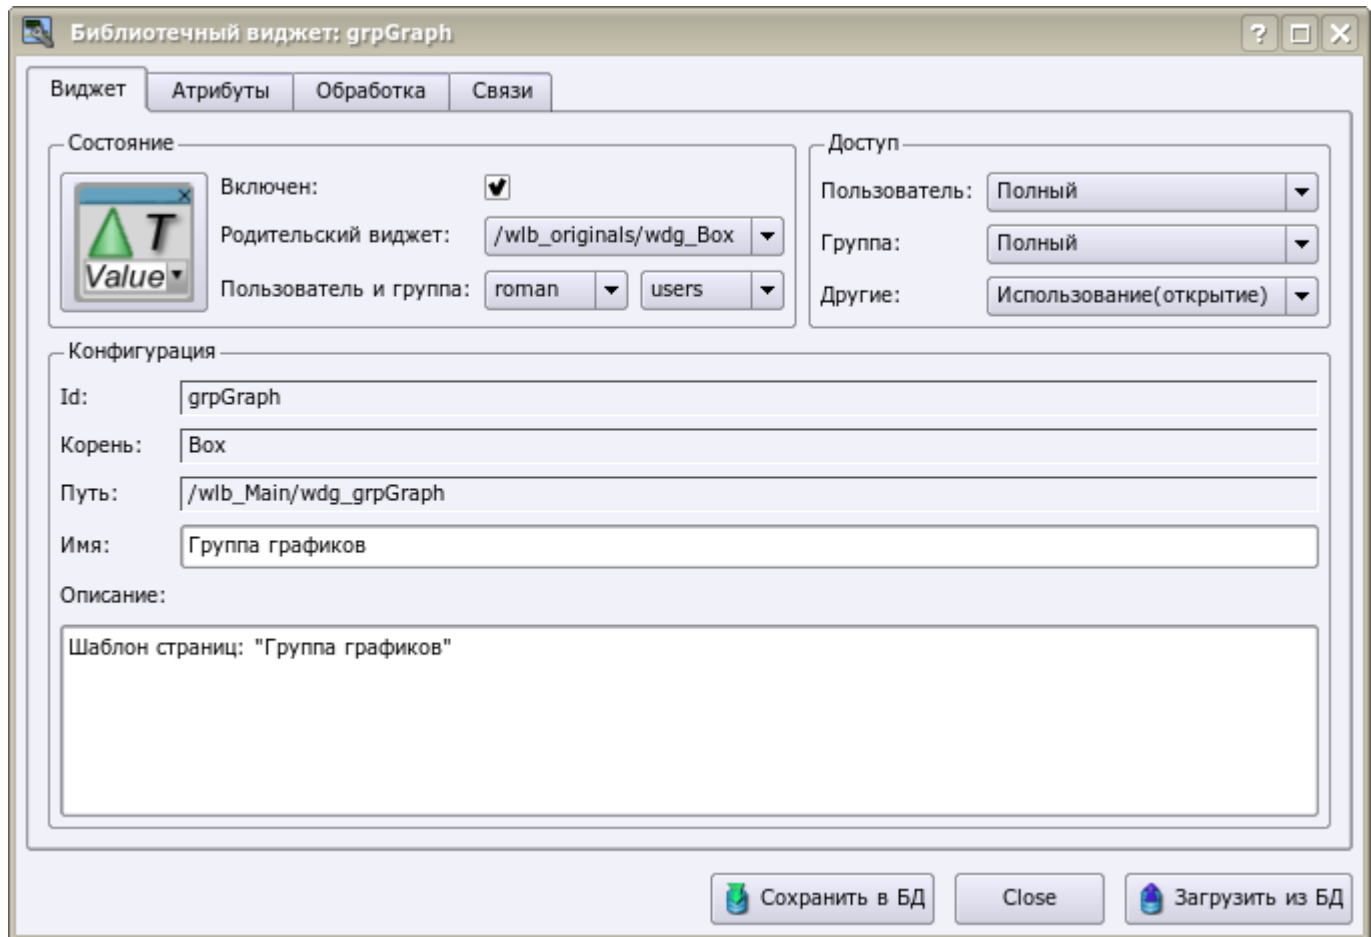 Библиотечный виджет: grpGraph
Виджет Атрибуты Обработка Связи
Состояние
T
Value
Включен:
Родительский виджет: /wlb_originals/wdg_Box
Пользователь и группа: roman users
Доступ
Пользователь: Полный
Группа: Полный
Другие: Использование(открытие)
Конфигурация
Id: grpGraph
Корень: Box
Путь: /wlb_Main/wdg_grpGraph
Имя: Группа графиков
Описание:
Шаблон страниц: "Группа графиков"
Сохранить в БД Close Загрузить из БД